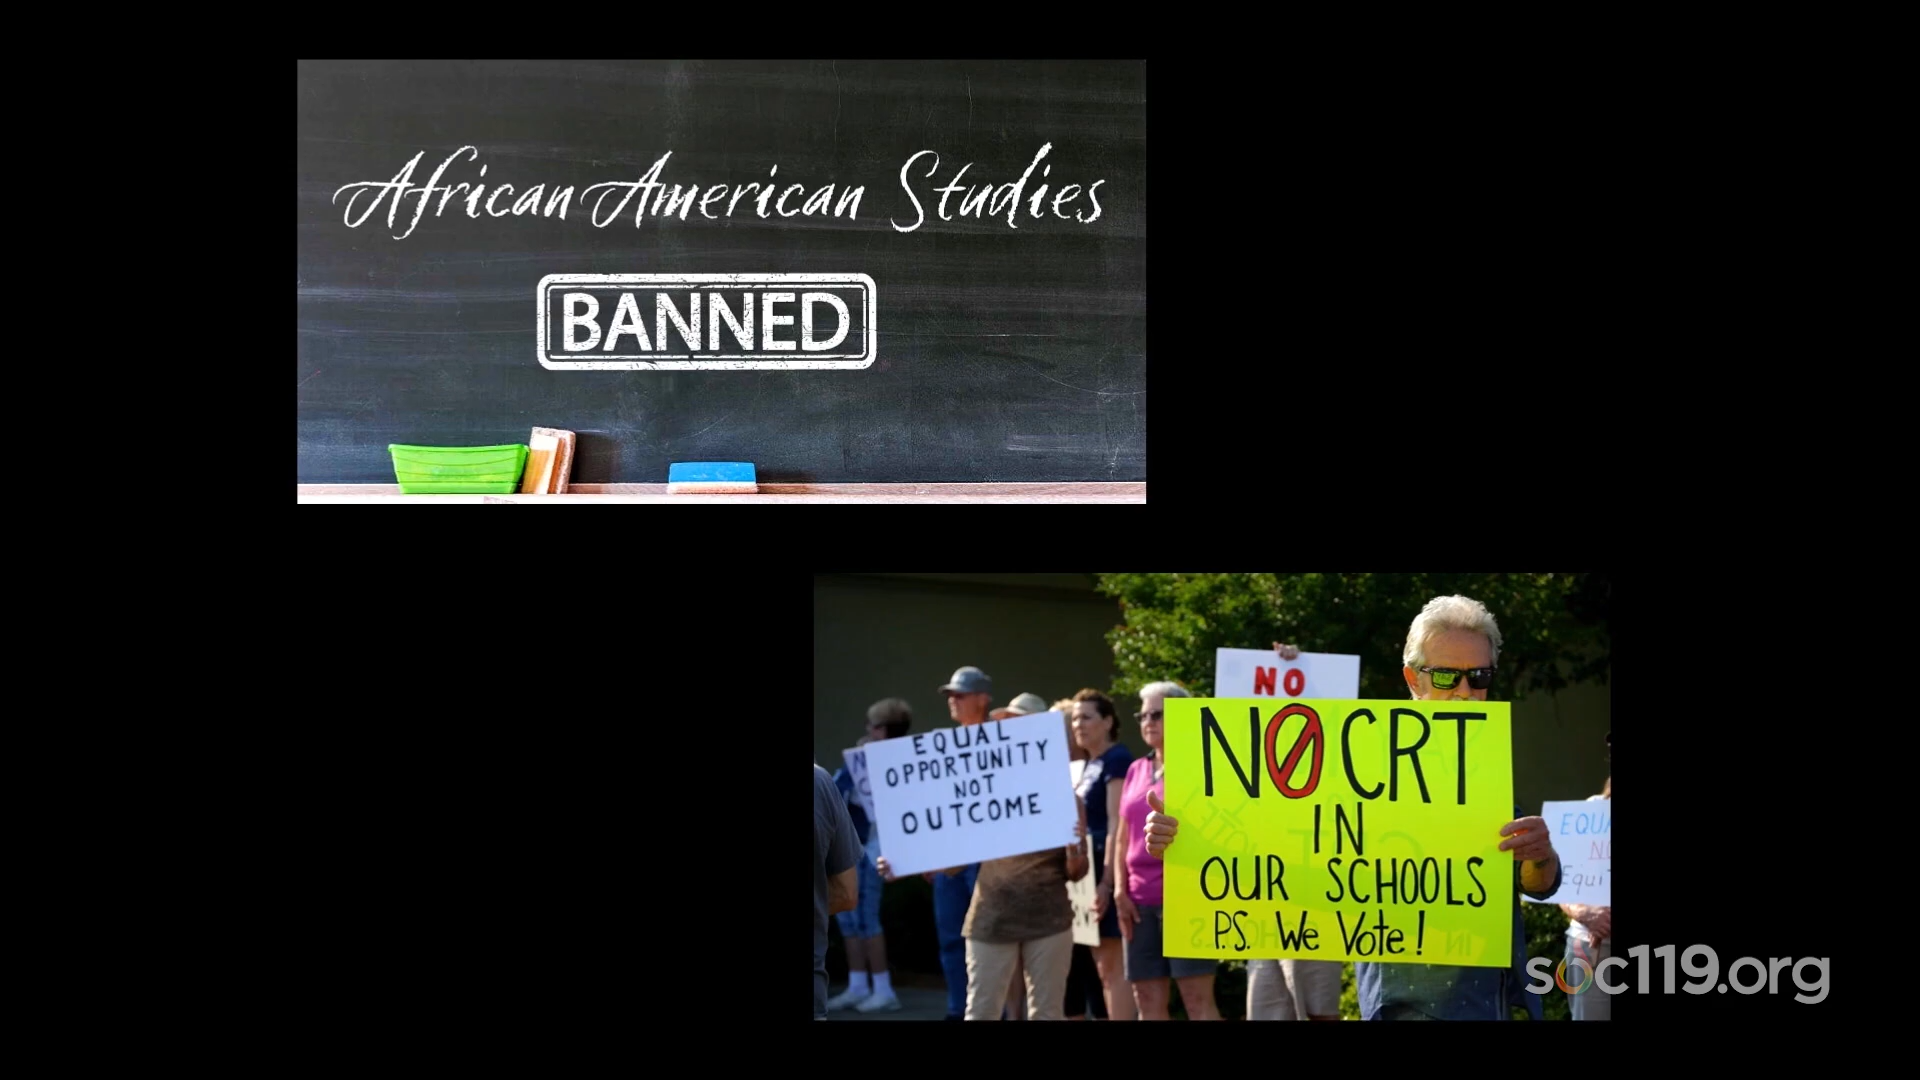 African American Studies
BANNED
EQUAL
OPPORTUNITY
NOT
OUTCOME
NO
NO CRT
IN
OUR SCHOOLS
P.S. We Vote!
soc119.org